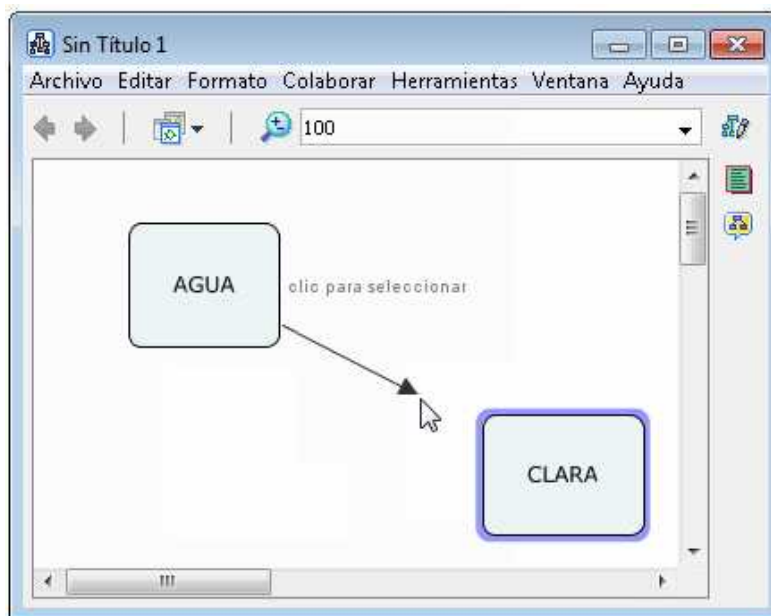 Sin Título 1
Archivo Editar Formato Colaborar Herramientas Ventana Ayuda
100
AGUA
clic para seleccionar
CLARA